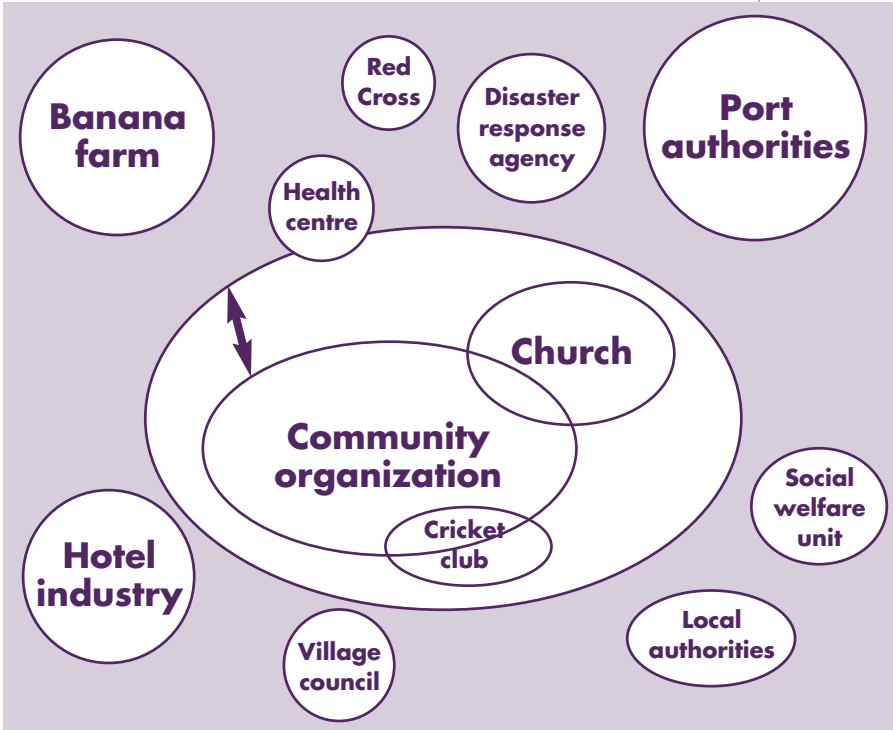 Red
Cross
Banana
farm
Disaster
response
agency
Port
authorities
Health
centre
Church
Community
organization
Cricket
club
Social
welfare
unit
Hotel
industry
Village
council
Local
authorities